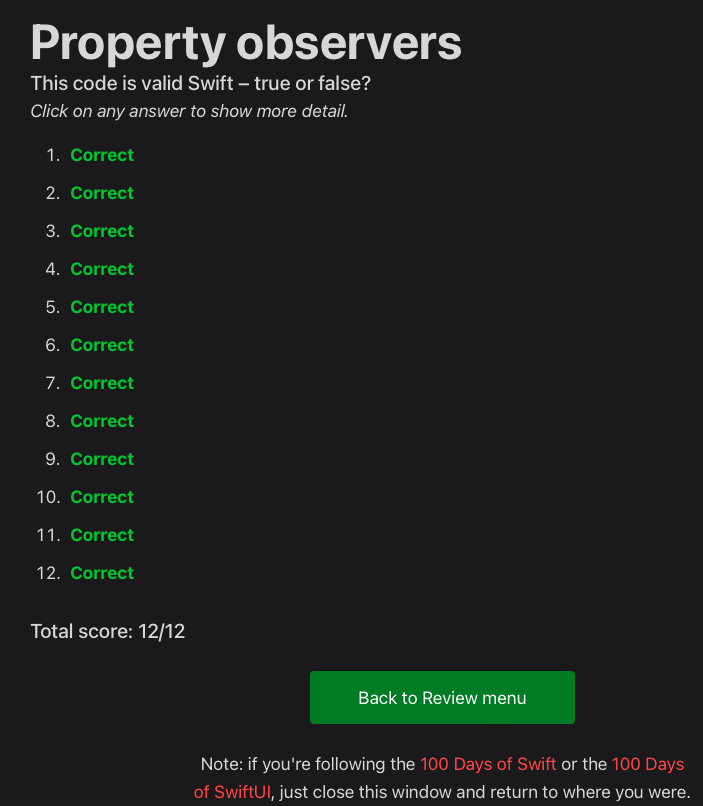 Property observers
This code is valid Swift – true or false?
Click on any answer to show more detail.
1. Correct
2. Correct
3. Correct
4. Correct
5. Correct
6. Correct
7. Correct
8. Correct
9. Correct
10. Correct
11. Correct
12. Correct
Total score: 12/12
Back to Review menu
Note: if you're following the 100 Days of Swift or the 100 Days
of SwiftUI, just close this window and return to where you were.